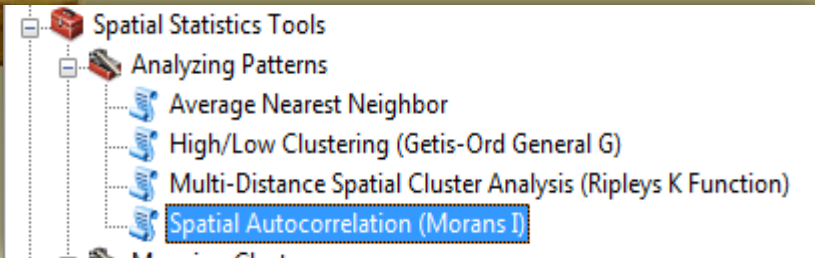 Spatial Statistics Tools
Analyzing Patterns
Average Nearest Neighbor
High/Low Clustering (Getis-Ord General G)
Multi-Distance Spatial Cluster Analysis (Ripleys K Function)
Spatial Autocorrelation (Morans I)